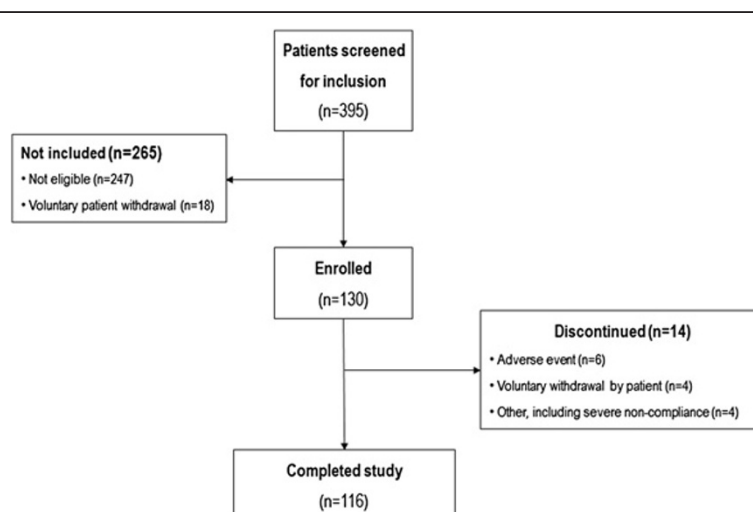 Patients screened
for inclusion
(n=395)
Not included (n=265)
• Not eligible (n=247)
• Voluntary patient withdrawal (n=18)
Enrolled
(n=130)
Discontinued (n=14)
• Adverse event (n=6)
• Voluntary withdrawal by patient (n=4)
• Other, including severe non-compliance (n=4)
Completed study
(n=116)